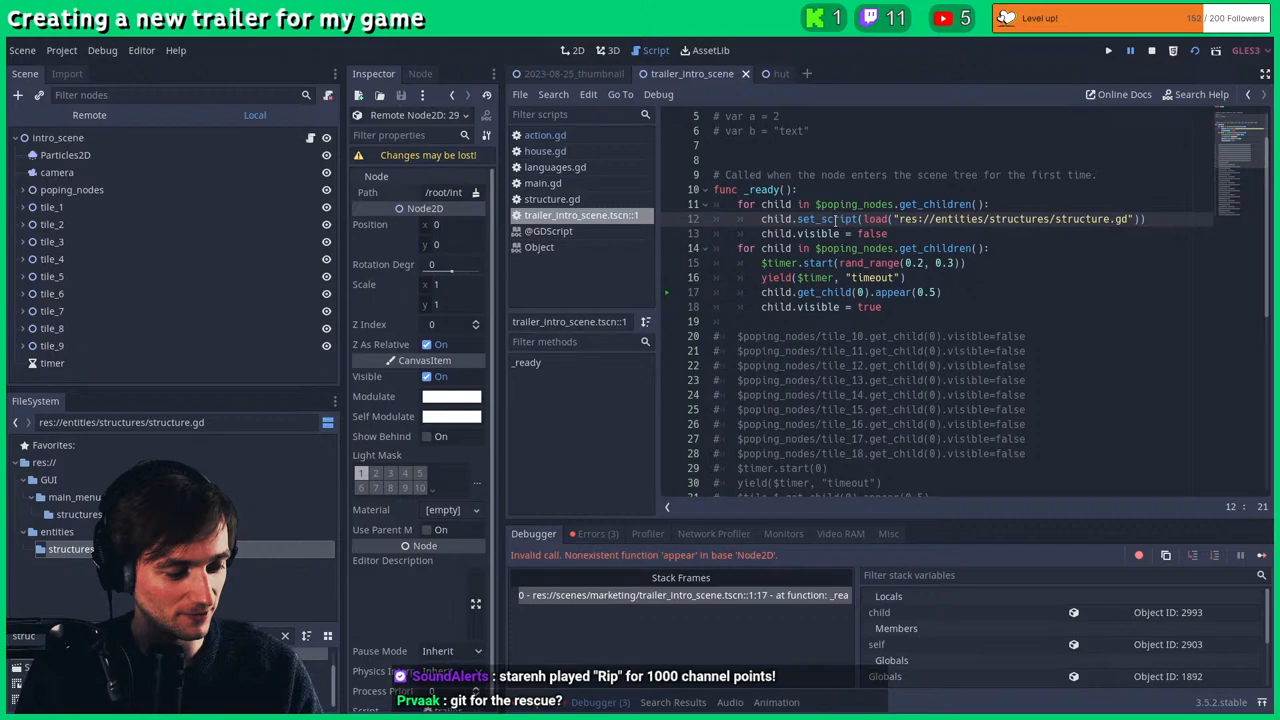 Creating a new trailer for my game
1
11
5
Level up!
152 / 200 Followers
Scene Project Debug Editor Help
2D 3D Script AssetLib
GLES3
Scene Import
Filter nodes
Remote Local
intro_scene
Particles2D
camera
poping_nodes
tile_1
tile_2
tile_3
tile_4
tile_5
tile_6
tile_7
tile_8
tile_9
timer
FileSystem
res://entities/structures/structure.gd
Favorites:
res://
GUI
main_menu
structures
entities
structures
struc
Inspector Node
Remote Node2D: 29
Filter properties
Changes may be lost!
Node
Path /root/int
Node2D
Position x 0
y 0
Rotation Degr 0
Scale x 1
y 1
Z Index 0
Z As Relative On
CanvasItem
Visible On
Modulate
Self Modulate
Show Behind On
Light Mask
1 2 3 4 5
6 7 8 9 10
...
Material [empty]
Use Parent M On
Node
Editor Description
Pause Mode Inherit
Physics Inter Inherit
Process Priori
Script
2023-08-25_thumbnail trailer_intro_scene hut
File Search Edit Go To Debug
Online Docs Search Help
Filter scripts
action.gd
house.gd
languages.gd
main.gd
structure.gd
trailer_intro_scene.tscn::1
@GDScript
Object
trailer_intro_scene.tscn::1
Filter methods
_ready
5 # var a = 2
6 # var b = "text"
7
8
9 # Called when the node enters the scene tree for the first time.
10 func _ready():
11 for child in $poping_nodes.get_children():
12 child.set_script(load("res://entities/structures/structure.gd"))
13 child.visible = false
14 for child in $poping_nodes.get_children():
15 $timer.start(rand_range(0.2, 0.3))
16 yield($timer, "timeout")
17 child.get_child(0).appear(0.5)
18 child.visible = true
19
20 # $poping_nodes/tile_10.get_child(0).visible=false
21 # $poping_nodes/tile_11.get_child(0).visible=false
22 # $poping_nodes/tile_12.get_child(0).visible=false
23 # $poping_nodes/tile_13.get_child(0).visible=false
24 # $poping_nodes/tile_14.get_child(0).visible=false
25 # $poping_nodes/tile_15.get_child(0).visible=false
26 # $poping_nodes/tile_16.get_child(0).visible=false
27 # $poping_nodes/tile_17.get_child(0).visible=false
28 # $poping_nodes/tile_18.get_child(0).visible=false
29 # $timer.start(0)
30 # yield($timer, "timeout")
12 : 21
Debugger Errors (3) Profiler Network Profiler Monitors Video RAM Misc
Invalid call. Nonexistent function 'appear' in base 'Node2D'.
Stack Frames
0 - res://scenes/marketing/trailer_intro_scene.tscn::1:17 - at function: _rea
Filter stack variables
Locals
child Object ID: 2993
Members
self Object ID: 2903
Globals
Globals Object ID: 1892
SoundAlerts : starenh played "Rip" for 1000 channel points!
Prvaak : git for the rescue?
Debugger (3) Search Results Audio Animation
3.5.2.stable